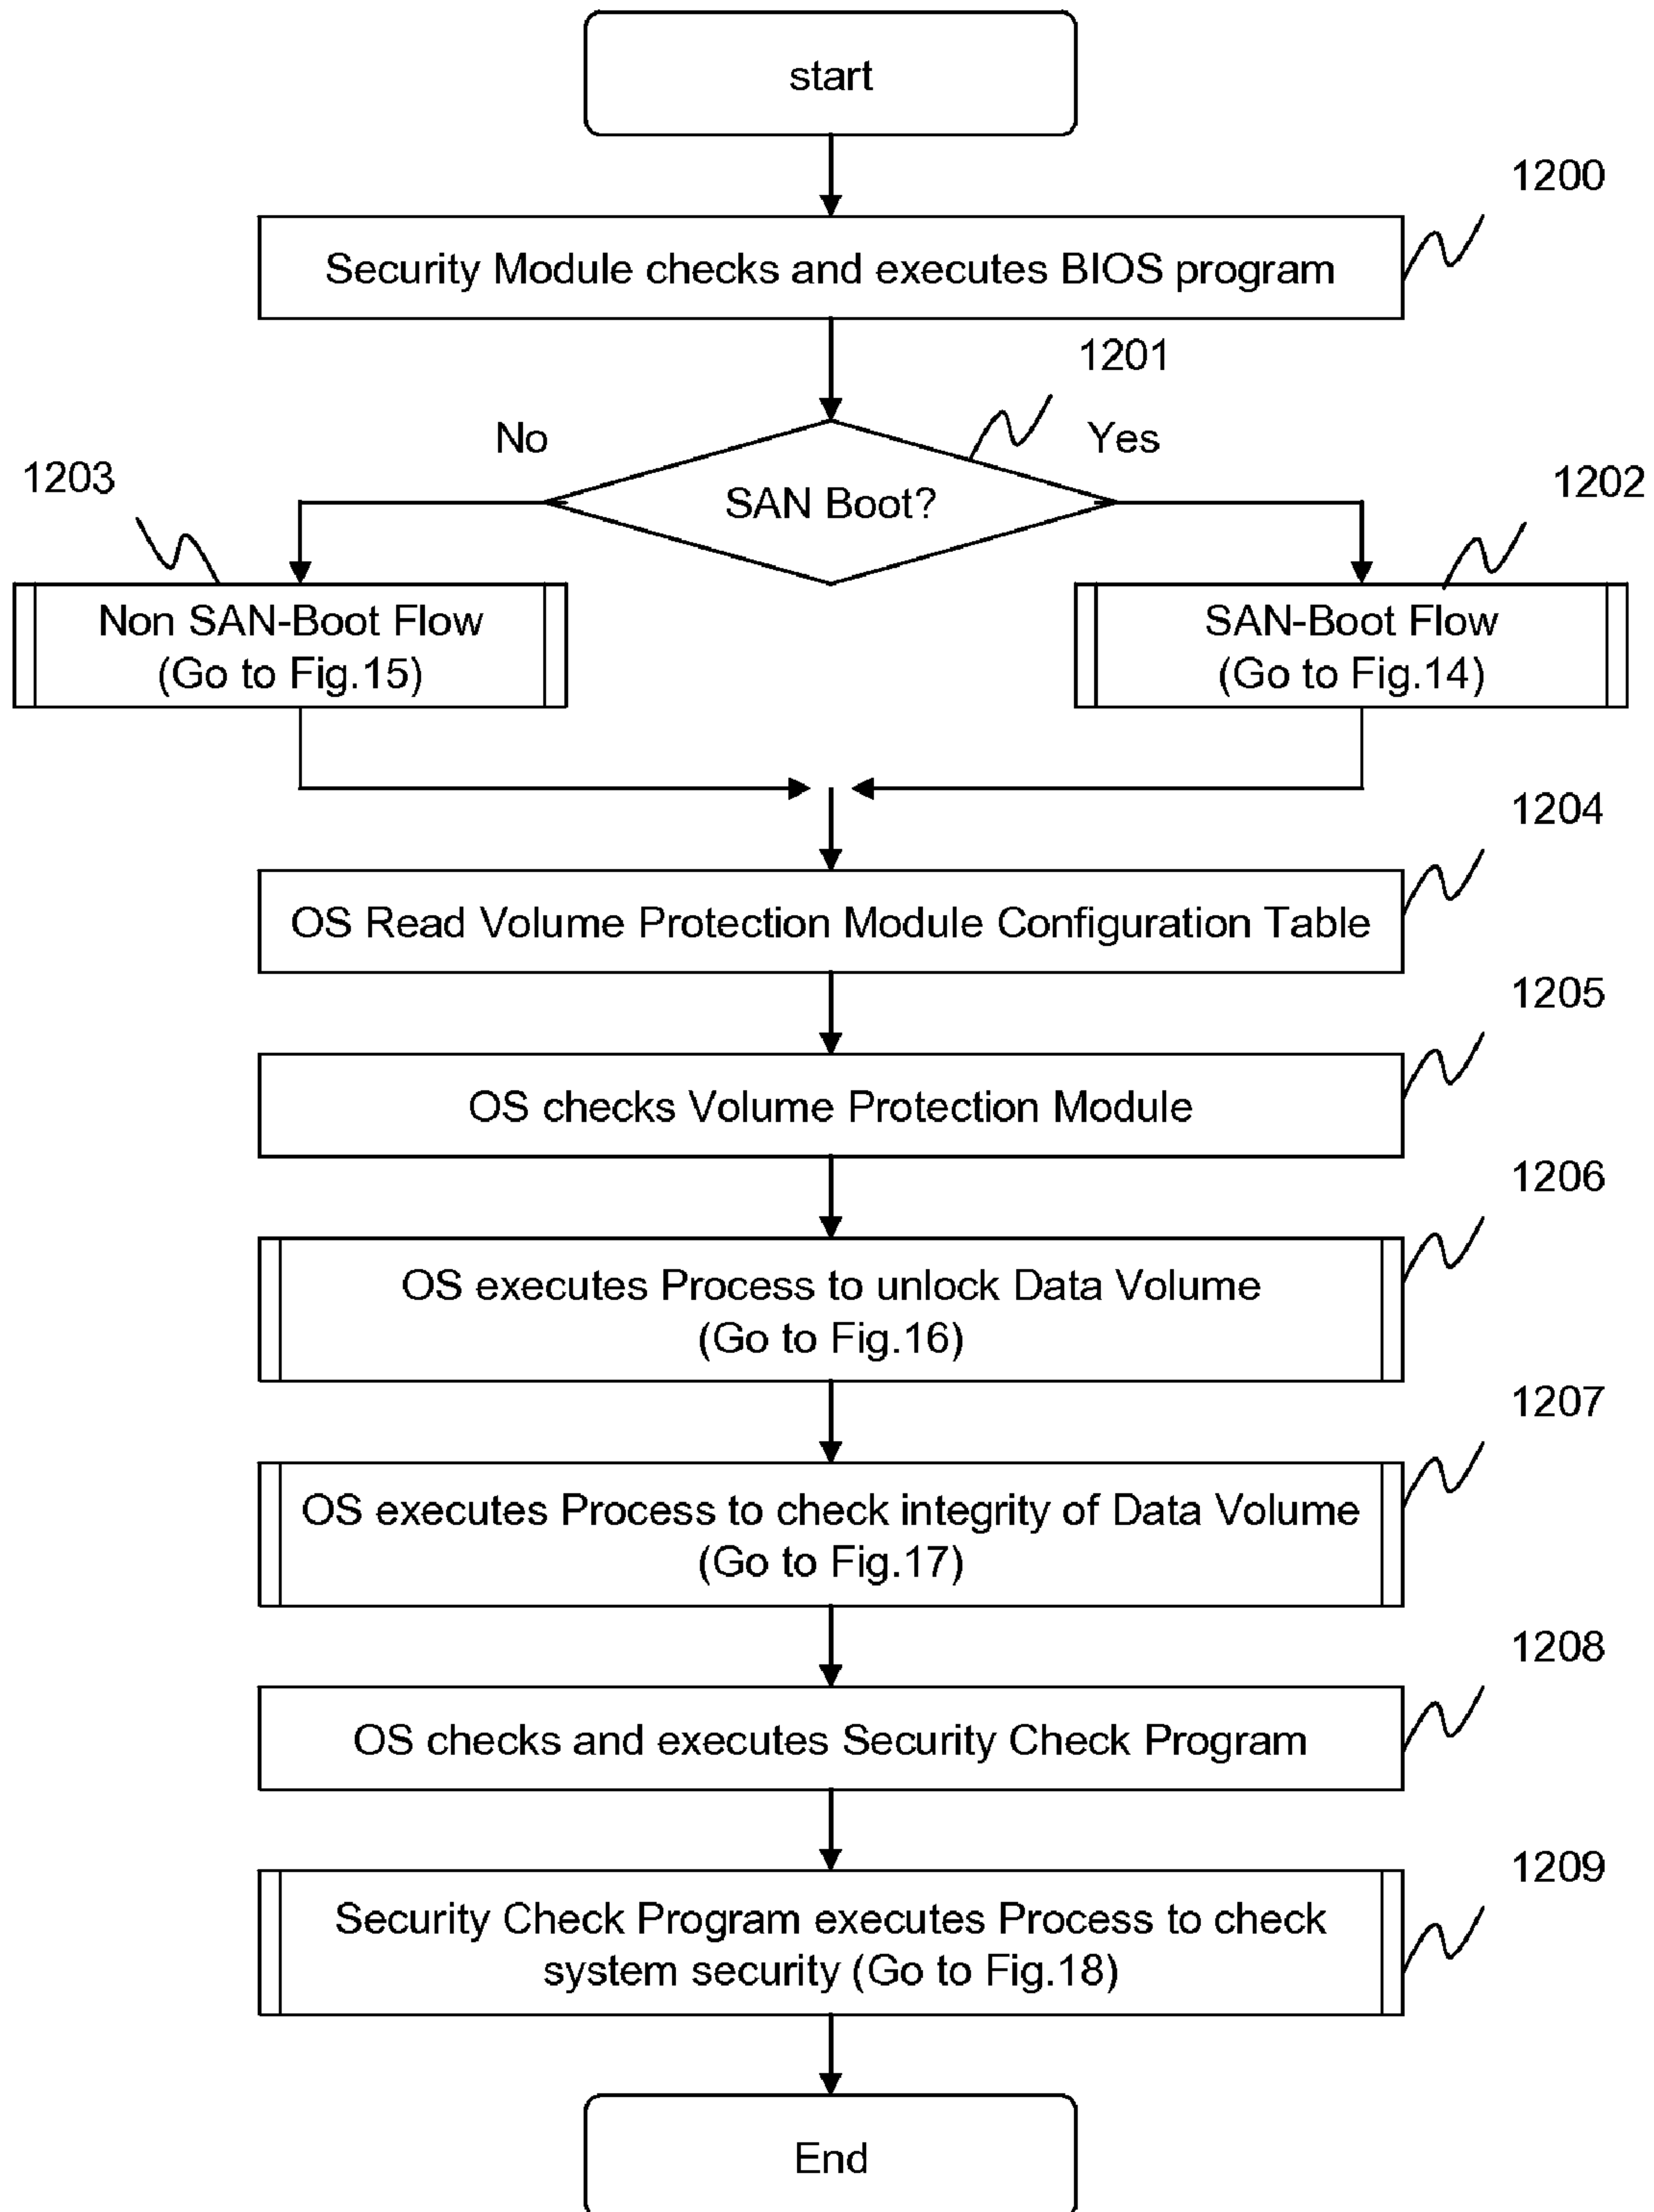 start
1200
Security Module checks and executes BIOS program
1201
No
Yes
SAN Boot?
1203
1202
Non SAN-Boot Flow
(Go to Fig.15)
SAN-Boot Flow
(Go to Fig.14)
1204
OS Read Volume Protection Module Configuration Table
1205
OS checks Volume Protection Module
1206
OS executes Process to unlock Data Volume
(Go to Fig.16)
1207
OS executes Process to check integrity of Data Volume
(Go to Fig.17)
1208
OS checks and executes Security Check Program
1209
Security Check Program executes Process to check
system security (Go to Fig.18)
End